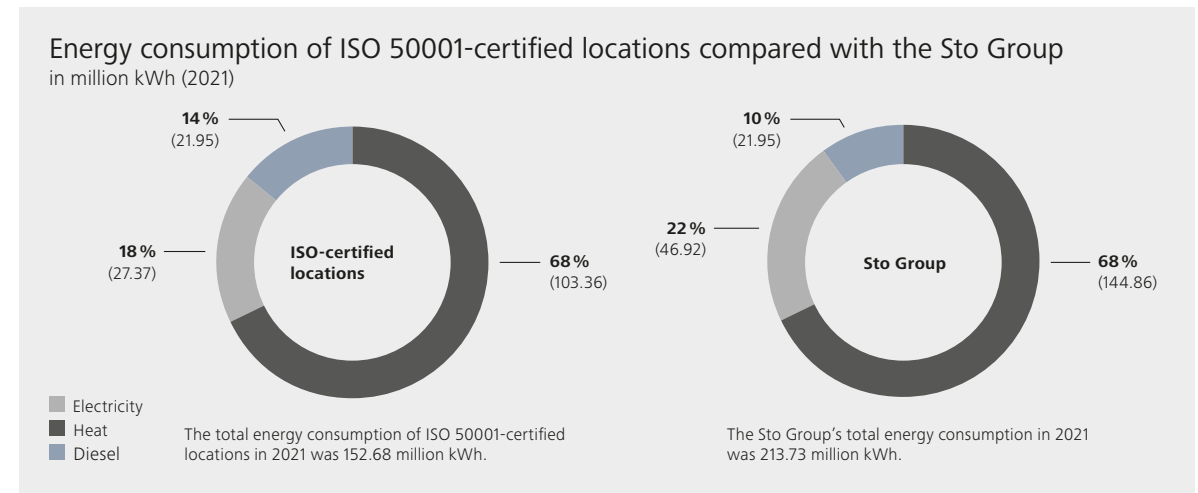 Energy consumption of ISO 50001-certified locations compared with the Sto Group
in million kWh (2021)
14 %
(21.95)
18 %
(27.37)
ISO-certified
locations
68 %
(103.36)
10 %
(21.95)
22 %
(46.92)
Sto Group
68 %
(144.86)
Electricity
Heat
Diesel
The total energy consumption of ISO 50001-certified
locations in 2021 was 152.68 million kWh.
The Sto Group's total energy consumption in 2021
was 213.73 million kWh.